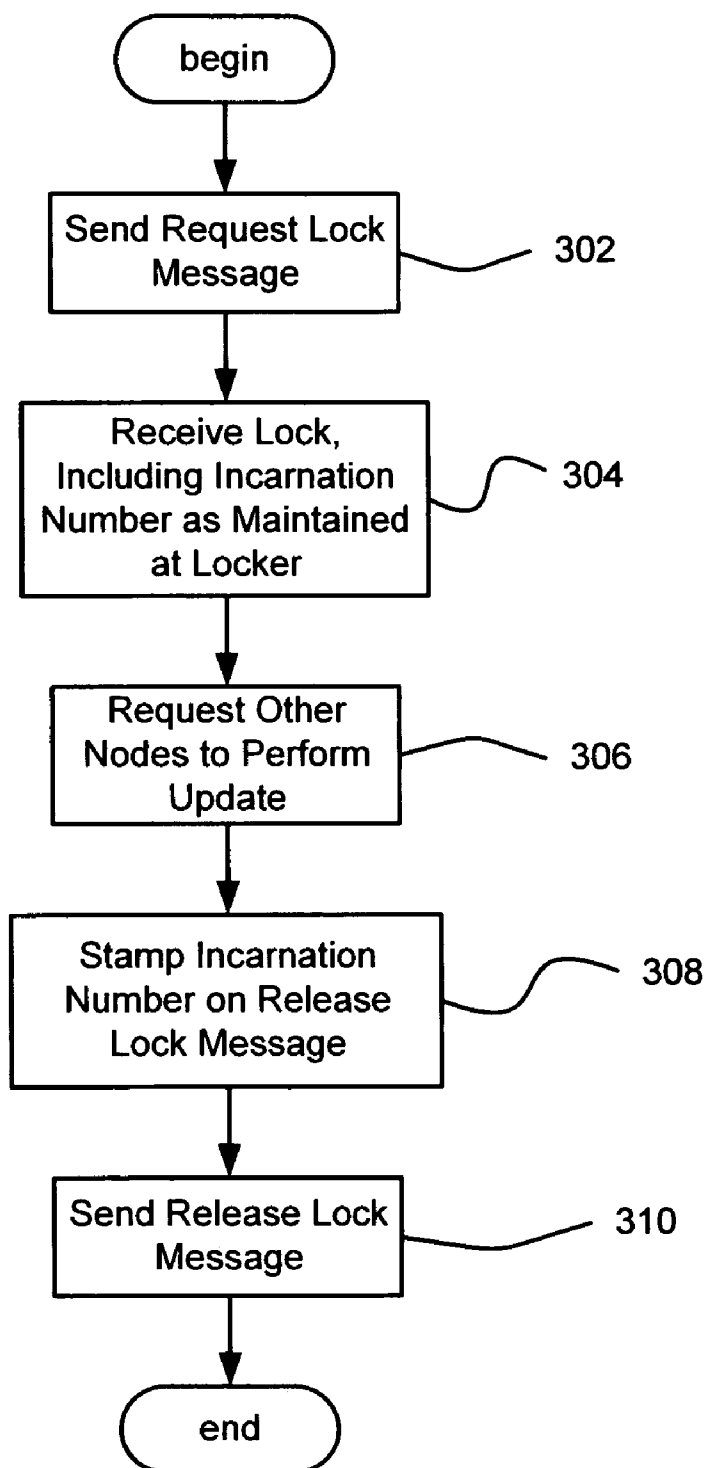 begin
Send Request Lock
Message
302
Receive Lock,
Including Incarnation
Number as Maintained
at Locker
304
Request Other
Nodes to Perform
Update
306
Stamp Incarnation
Number on Release
Lock Message
308
Send Release Lock
Message
310
end